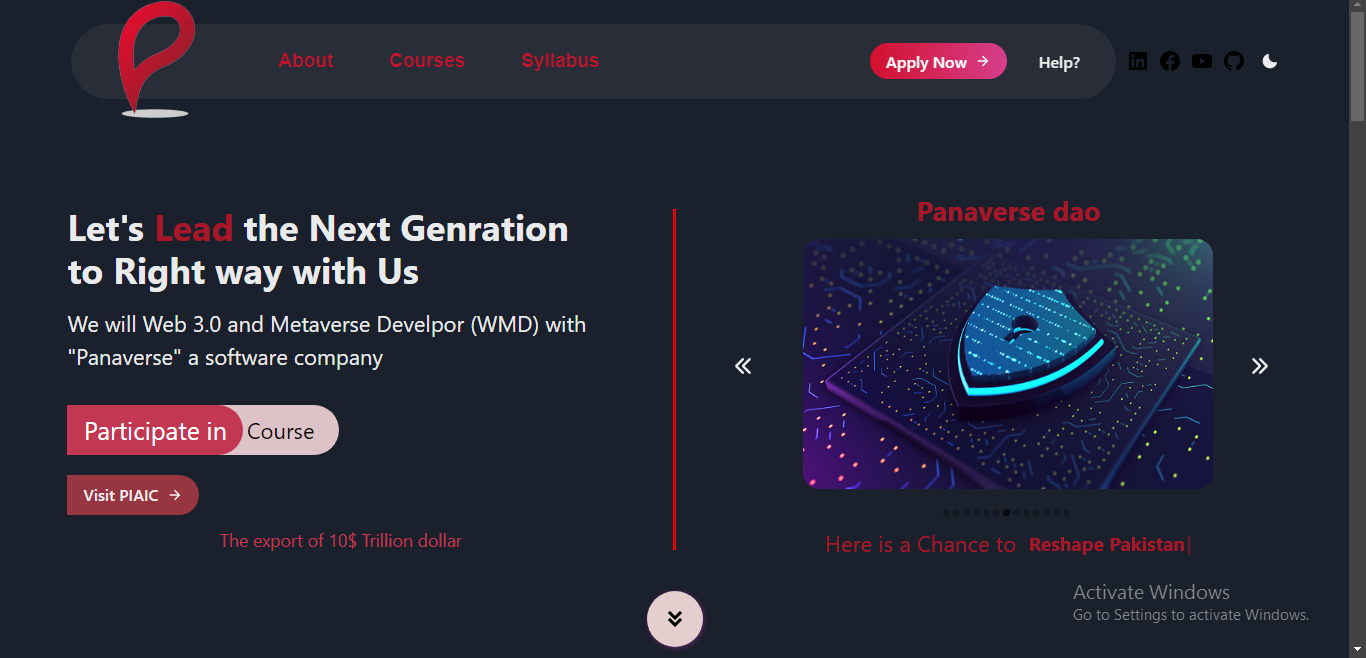 About Courses Syllabus Apply Now Help?
Let's Lead the Next Genration
to Right way with Us
We will Web 3.0 and Metaverse Develpor (WMD) with
"Panaverse" a software company
Participate in Course
Visit PIAIC
The export of 10$ Trillion dollar
Panaverse dao
Here is a Chance to Reshape Pakistan|
Activate Windows
Go to Settings to activate Windows.